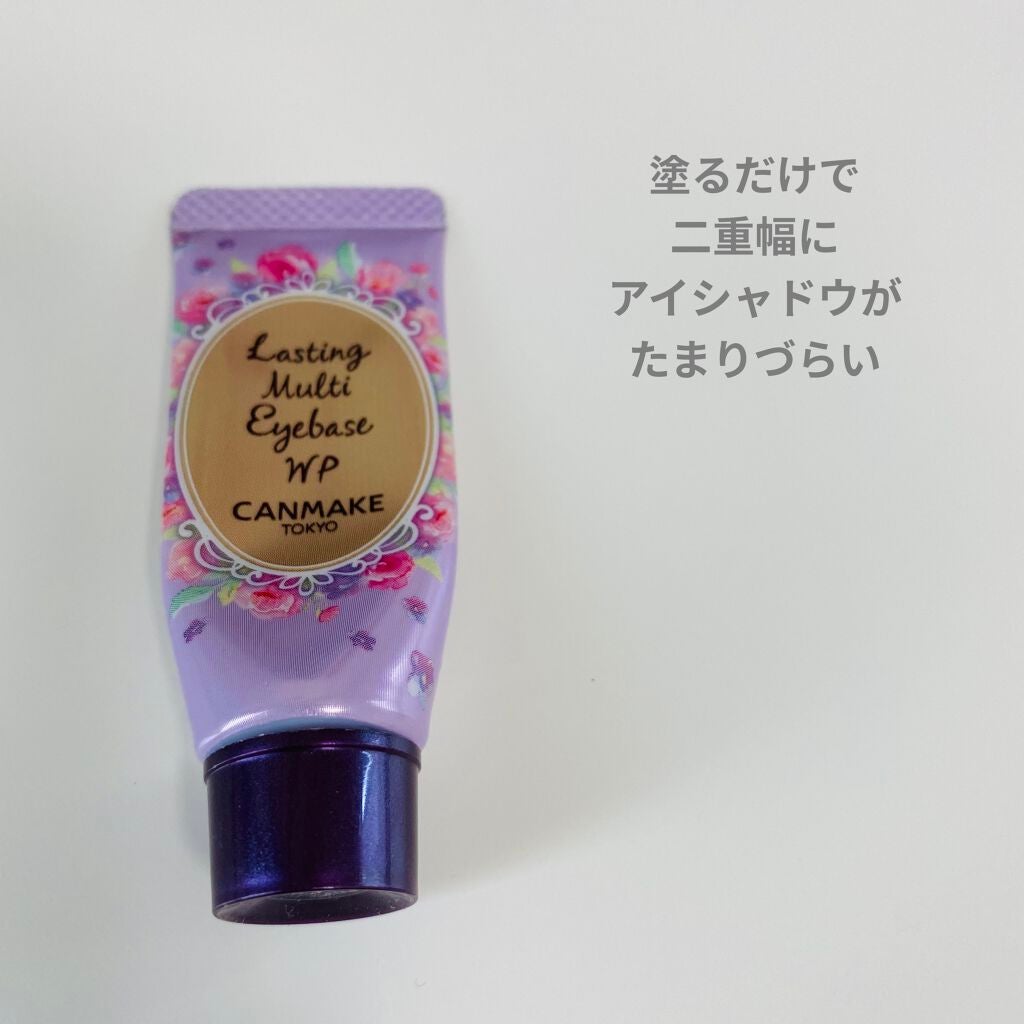 Lasting
Multi
Eyebase
WP
CANMAKE
TOKYO
塗るだけで
二重幅に
アイシャドウが
たまりづらい